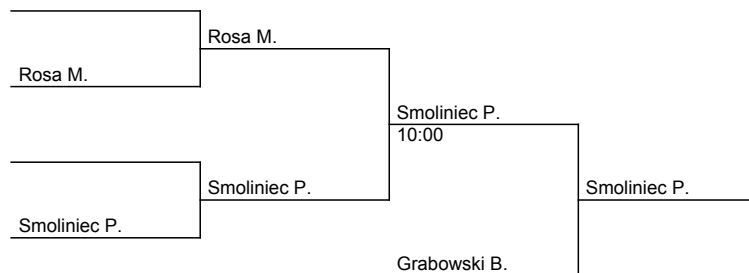 Rosa M.
Rosa M.
Smoliniec P.
10:00
Smoliniec P.
Smoliniec P.
Smoliniec P.
Grabowski B.